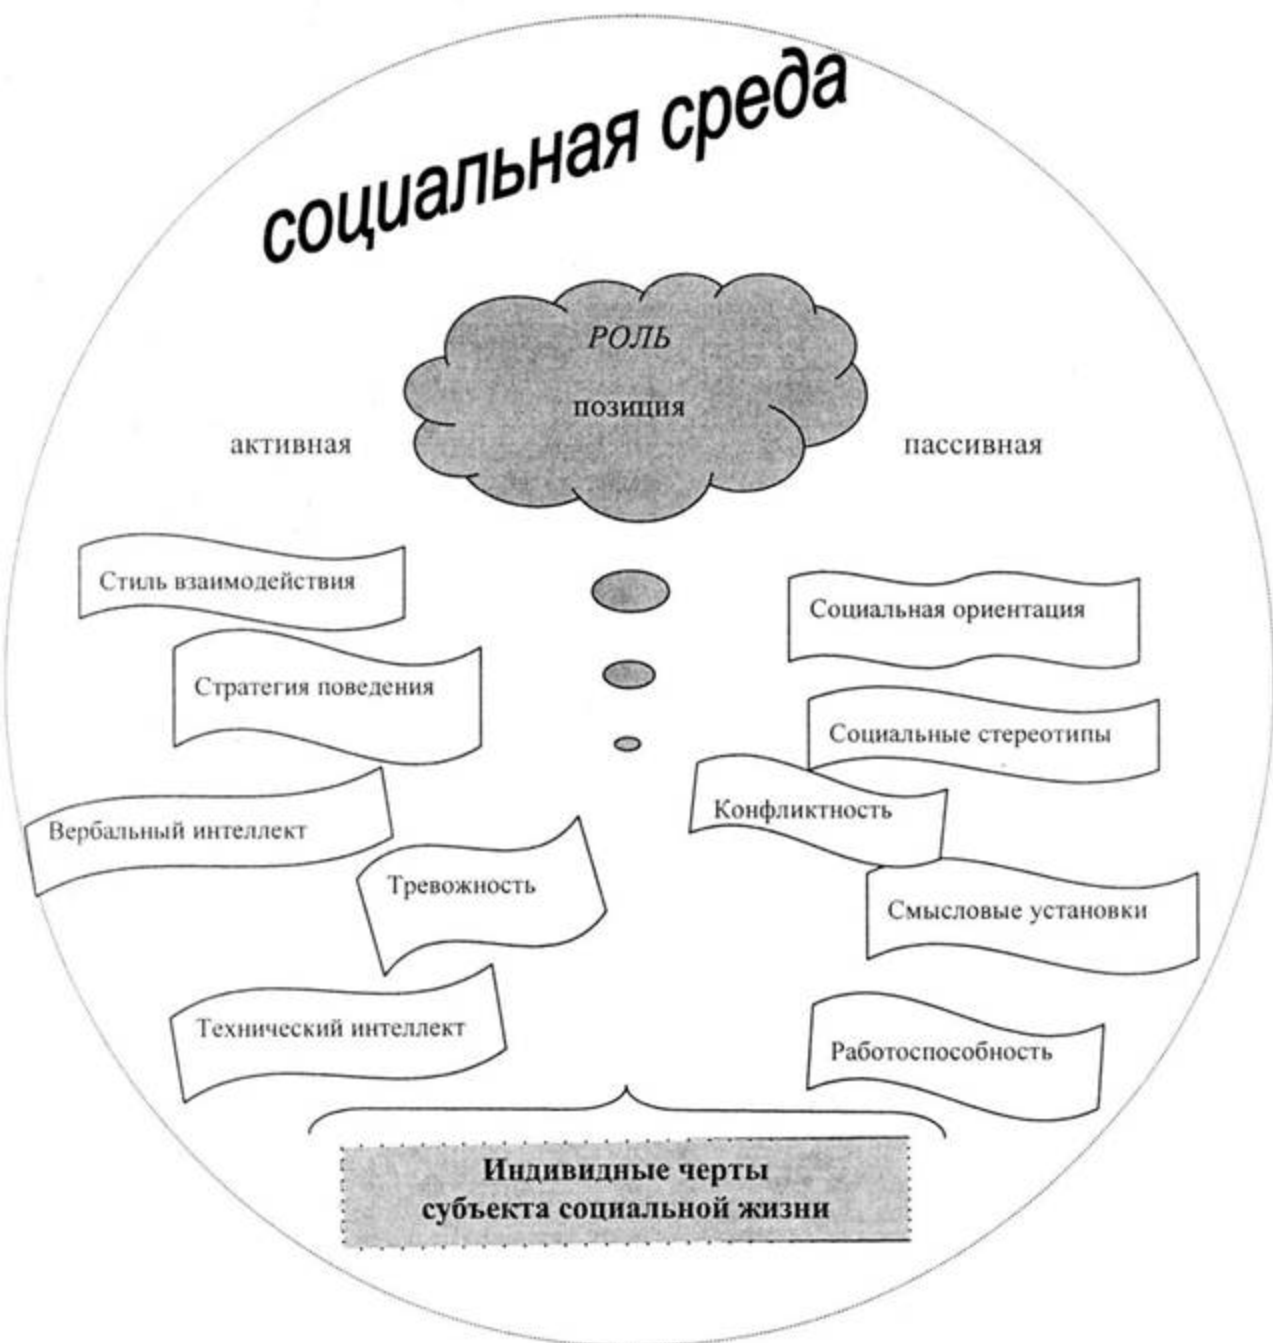 социальная среда
РОЛЬ
позиция
активная
пассивная
Стиль взаимодействия
Социальная ориентация
Стратегия поведения
Социальные стереотипы
Вербальный интеллект
Конфликтность
Тревожность
Смысловые установки
Технический интеллект
Работоспособность
Индивидные черты
субъекта социальной жизни